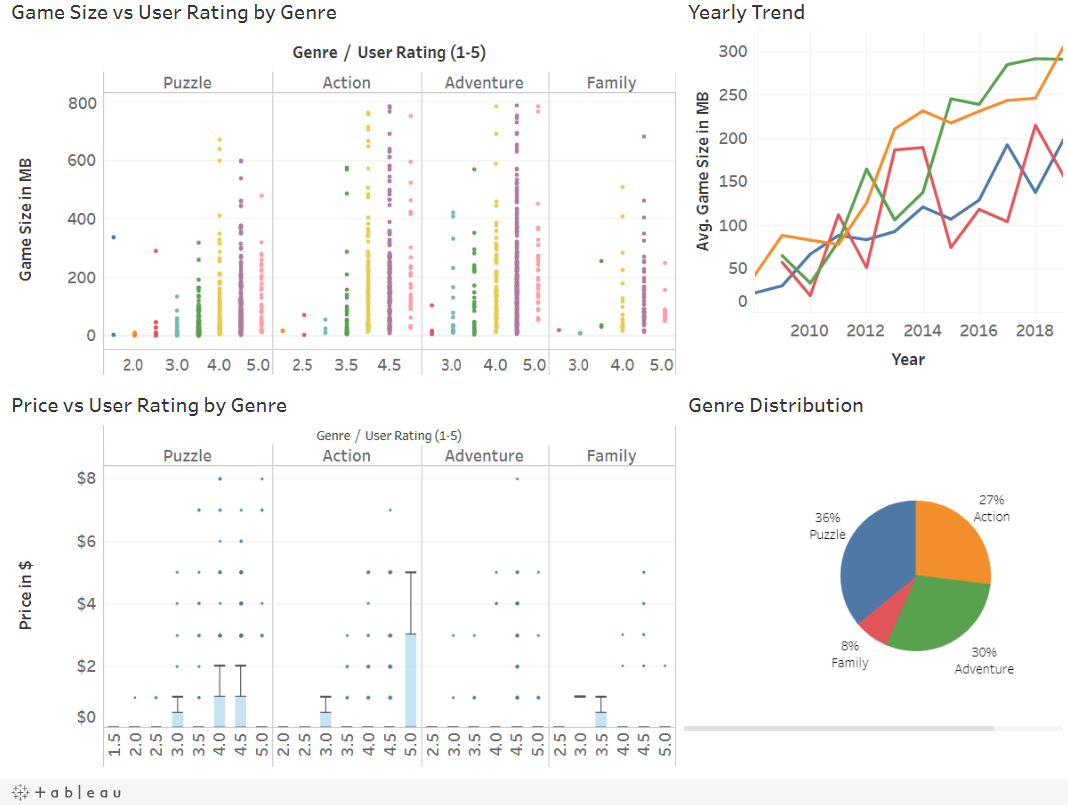 Game Size vs User Rating by Genre
Genre / User Rating (1-5)
Puzzle Action Adventure Family
Game Size in MB
800
600
400
200
0
2.0 3.0 4.0 5.0 2.5 3.5 4.5 3.0 4.0 5.0 3.0 4.0 5.0
Yearly Trend
Avg. Game Size in MB
300
250
200
150
100
50
0
2010 2012 2014 2016 2018
Year
Price vs User Rating by Genre
Genre / User Rating (1-5)
Puzzle Action Adventure Family
Price in $
$8
$6
$4
$2
$0
1.5 2.0 2.5 3.0 3.5 4.0 4.5 5.0 2.0 2.5 3.0 3.5 4.0 4.5 5.0 2.5 3.0 3.5 4.0 4.5 5.0 2.5 3.0 3.5 4.0 4.5 5.0
Genre Distribution
27%
Action
36%
Puzzle
8%
Family
30%
Adventure
+ a b l e a u